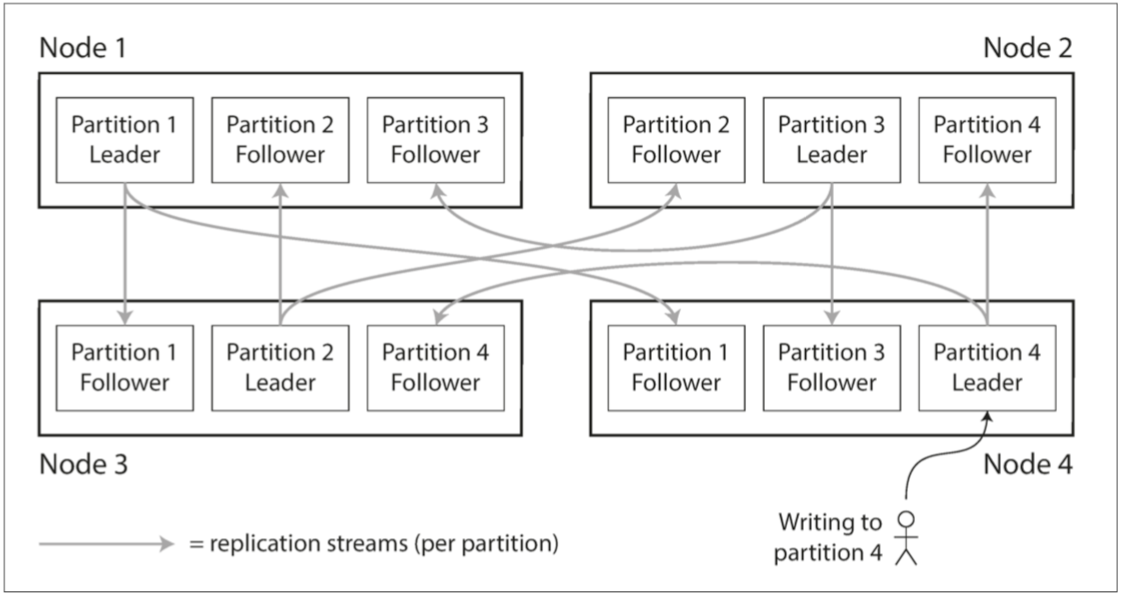 Node 1
Partition 1
Leader
Partition 2
Follower
Partition 3
Follower
Node 2
Partition 2
Follower
Partition 3
Leader
Partition 4
Follower
Partition 1
Follower
Partition 2
Leader
Partition 4
Follower
Node 3
Partition 1
Follower
Partition 3
Follower
Partition 4
Leader
Node 4
= replication streams (per partition)
Writing to
partition 4